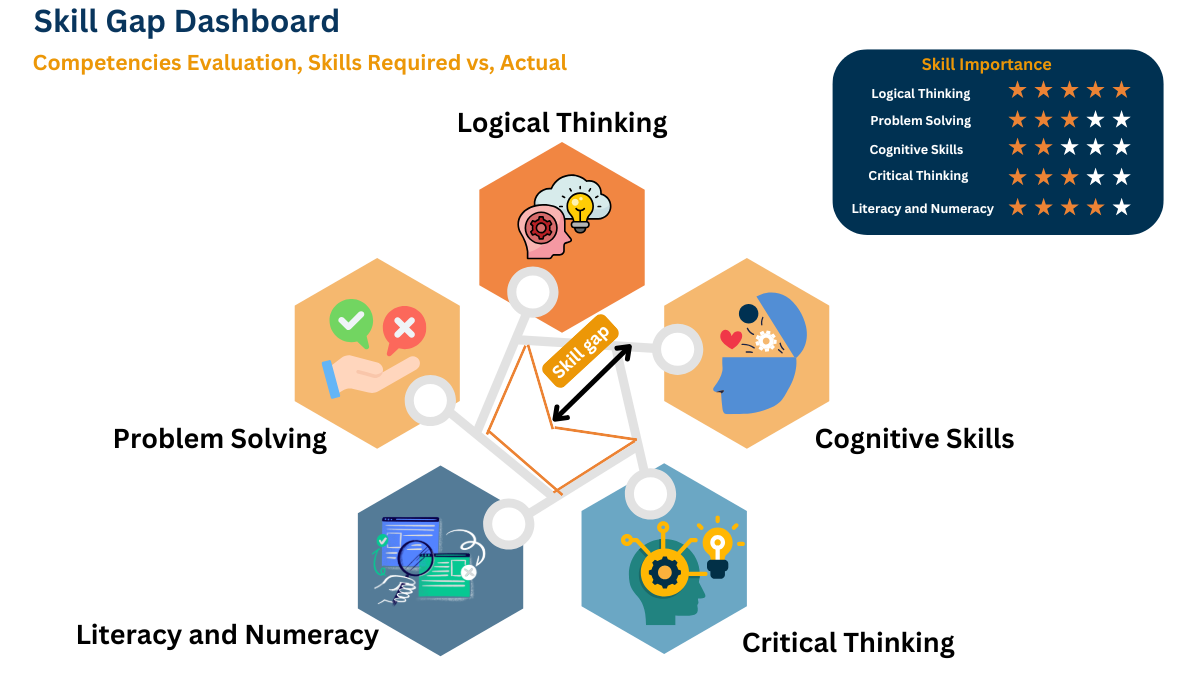 Skill Gap Dashboard
Competencies Evaluation, Skills Required vs, Actual
Skill Importance
Logical Thinking
Problem Solving
Cognitive Skills
Critical Thinking
Literacy and Numeracy
Logical Thinking
Skill gap
Problem Solving
Cognitive Skills
Literacy and Numeracy
Critical Thinking